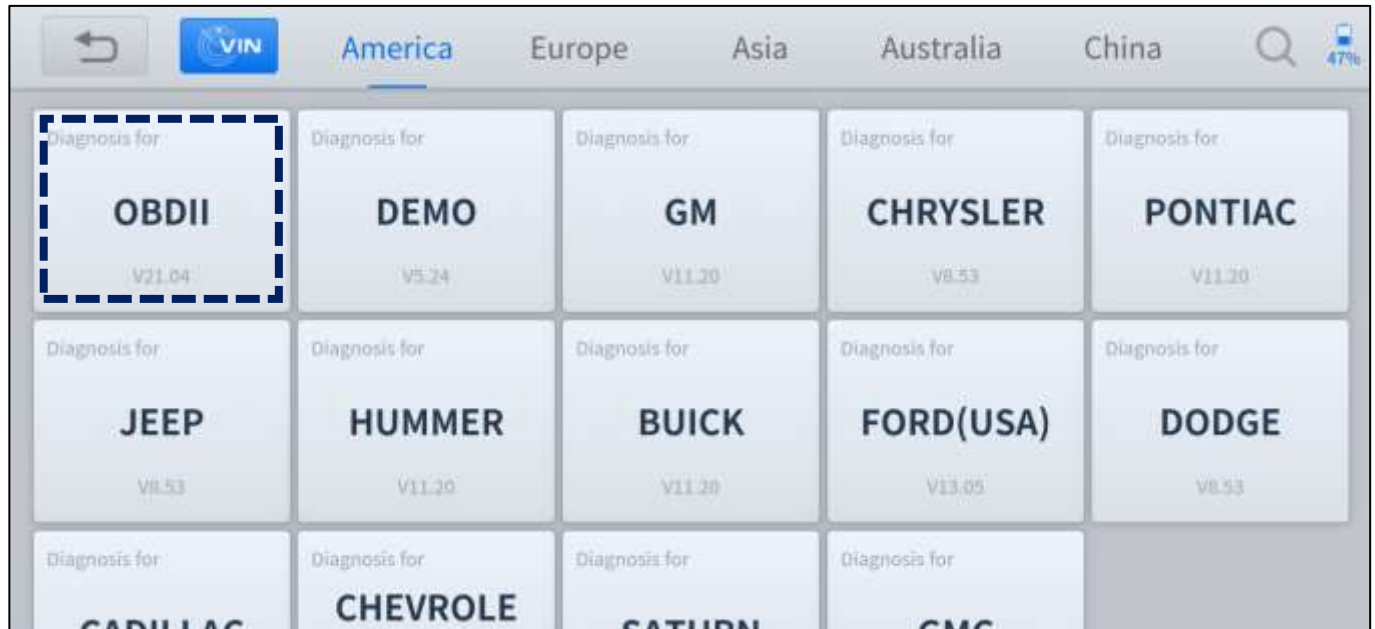 VIN America Europe Asia Australia China 47%
Diagnosis for Diagnosis for Diagnosis for Diagnosis for Diagnosis for
OBDII DEMO GM CHRYSLER PONTIAC
V21.04 V5.24 V11.20 V8.53 V11.20
Diagnosis for Diagnosis for Diagnosis for Diagnosis for Diagnosis for
JEEP HUMMER BUICK FORD(USA) DODGE
V8.53 V11.20 V11.20 V13.05 V8.53
Diagnosis for Diagnosis for Diagnosis for Diagnosis for
CHEVROLE
CADILLAC SATURN GMC